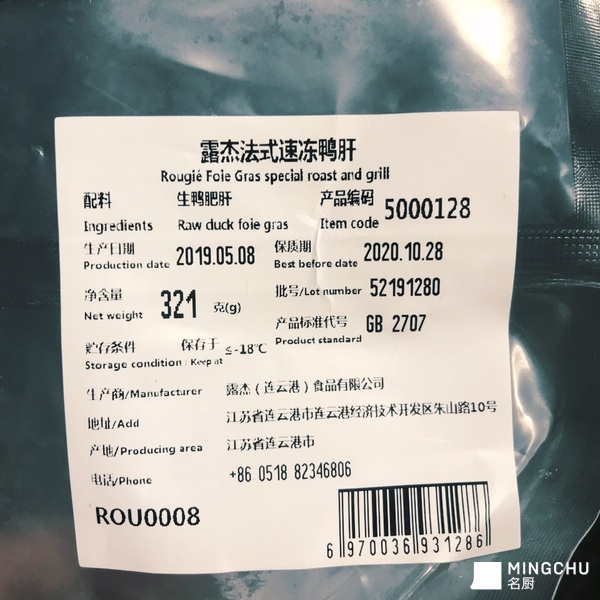 露杰法式速冻鸭肝
Rougié Foie Gras special roast and grill
配料 生鸭肥肝 产品编码 5000128
Ingredients Raw duck foie gras Item code
生产日期 2019.05.08 保质期 2020.10.28
Production date Best before date
净含量 321 克(g) 批号/Lot number 52191280
Net weight 产品标准代号 GB 2707
Product standard
贮存条件 保存于 ≤-18℃
Storage condition : Keep at
生产商/Manufacturer 露杰（连云港）食品有限公司
地址/Add 江苏省连云港市连云港经济技术开发区朱山路10号
产地/Producing area 江苏省连云港市
电话/Phone +86 0518 82346806
ROU0008
6 970036 931286
MINGCHU
名厨